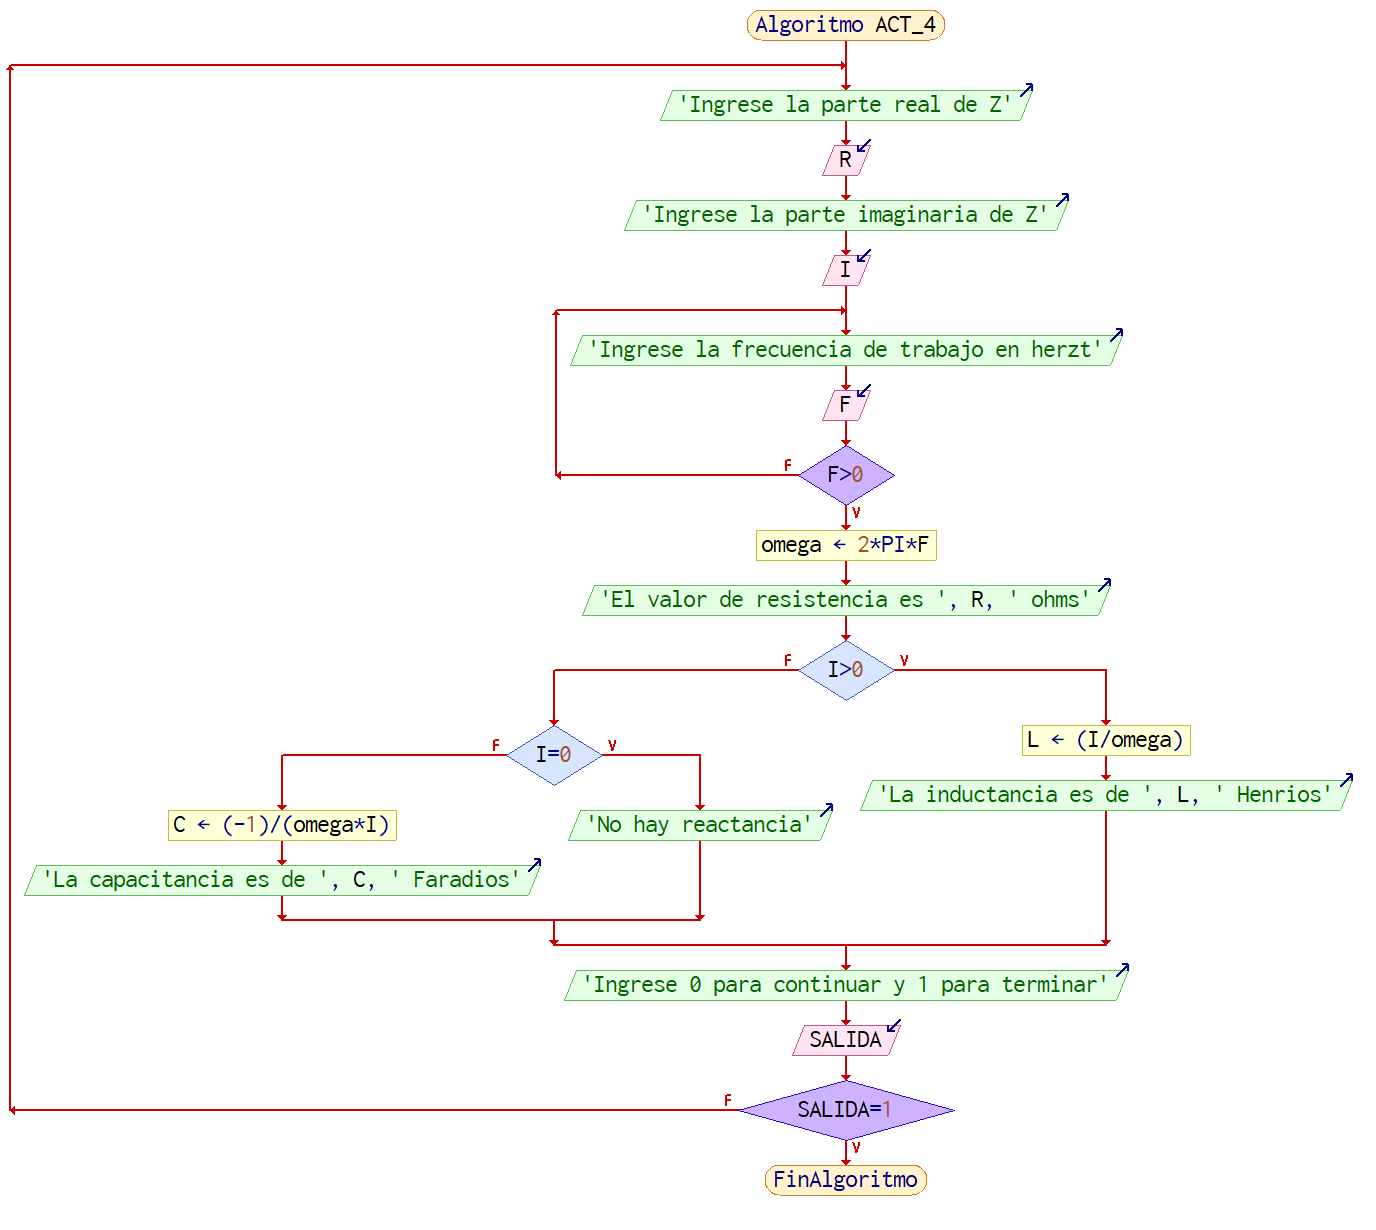 Algoritmo ACT_4
'Ingrese la parte real de Z'
R
'Ingrese la parte imaginaria de Z'
I
'Ingrese la frecuencia de trabajo en herzt'
F
F
F>0
V
omega ← 2*PI*F
'El valor de resistencia es ', R, ' ohms'
F
I>0
V
F
I=0
V
L ← (I/omega)
'La inductancia es de ', L, ' Henrios'
C ← (-1)/(omega*I)
'No hay reactancia'
'La capacitancia es de ', C, ' Faradios'
'Ingrese 0 para continuar y 1 para terminar'
SALIDA
F
SALIDA=1
V
FinAlgoritmo